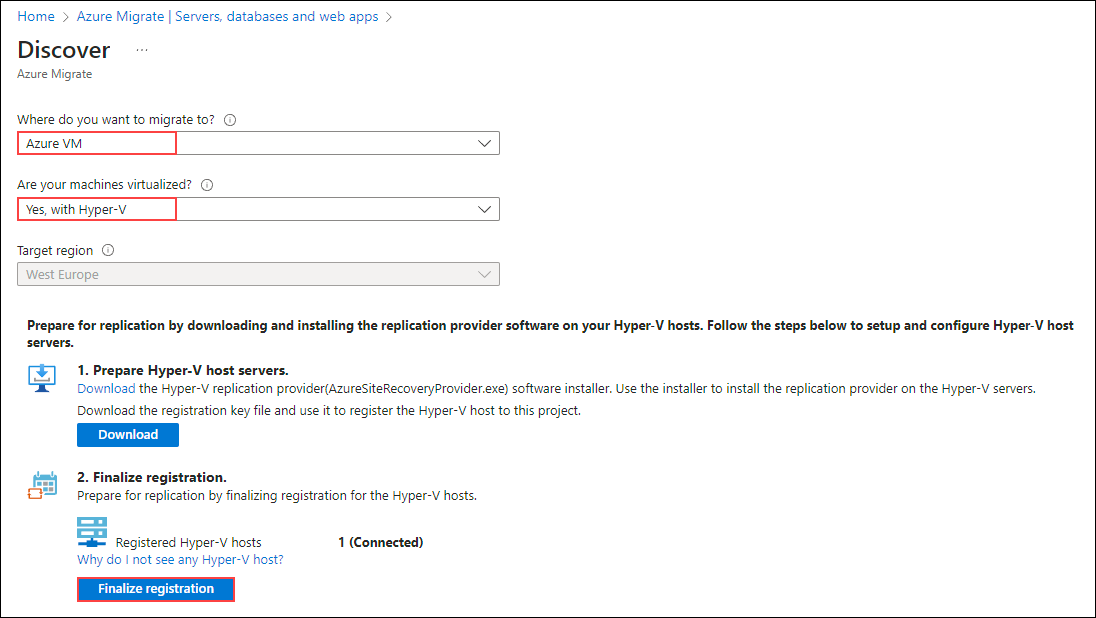 Home > Azure Migrate | Servers, databases and web apps >
Discover ...
Azure Migrate
Where do you want to migrate to?
Azure VM
Are your machines virtualized?
Yes, with Hyper-V
Target region
West Europe
Prepare for replication by downloading and installing the replication provider software on your Hyper-V hosts. Follow the steps below to setup and configure Hyper-V host
servers.
1. Prepare Hyper-V host servers.
Download the Hyper-V replication provider(AzureSiteRecoveryProvider.exe) software installer. Use the installer to install the replication provider on the Hyper-V servers.
Download the registration key file and use it to register the Hyper-V host to this project.
Download
2. Finalize registration.
Prepare for replication by finalizing registration for the Hyper-V hosts.
Registered Hyper-V hosts 1 (Connected)
Why do I not see any Hyper-V host?
Finalize registration